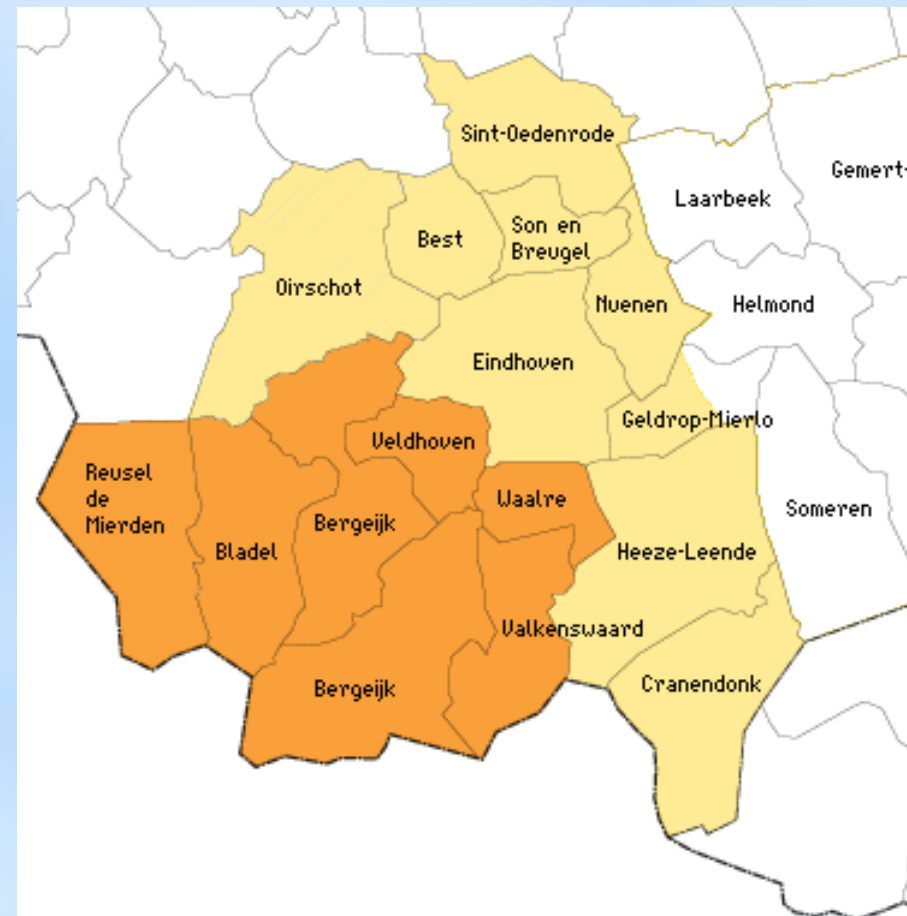 Sint-Oedenrode
Gemert-
Laarbeek
Best
Son en
Breugel
Oirschot
Nuenen
Helmond
Eindhoven
Geldrop-Mierlo
Veldhoven
Reusel
de
Mierden
Waalre
Someren
Bergeijk
Bladel
Heeze-Leende
Valkenswaard
Bergeijk
Cranendonk